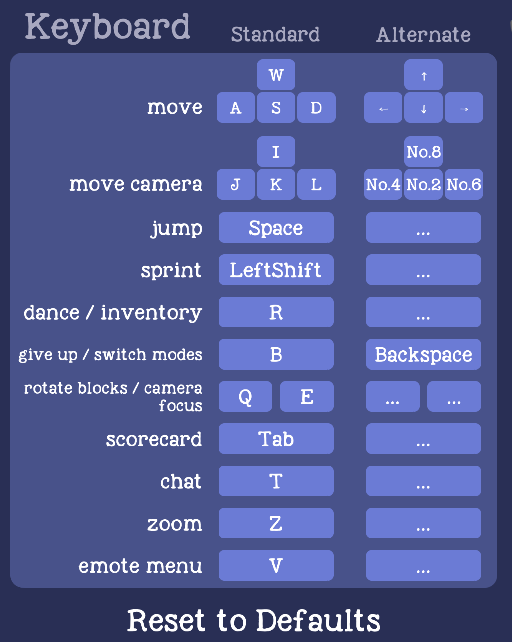 Keyboard Standard Alternate
W ↑
move A S D ← ↓ →
I No.8
move camera J K L No.4 No.2 No.6
jump Space ...
sprint LeftShift ...
dance / inventory R ...
give up / switch modes B Backspace
rotate blocks / camera
focus Q E ... ...
scorecard Tab ...
chat T ...
zoom Z ...
emote menu V ...
Reset to Defaults